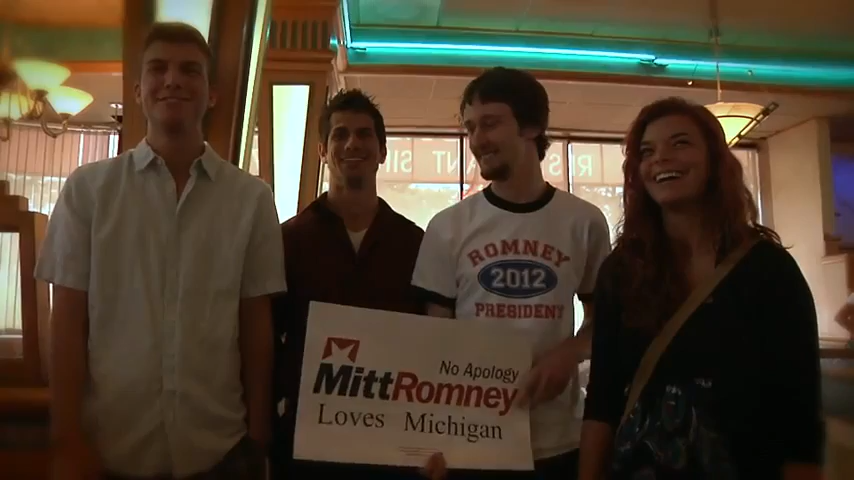 ROMNEY
2012
PRESIDENT
No Apology
MittRomney
Loves Michigan